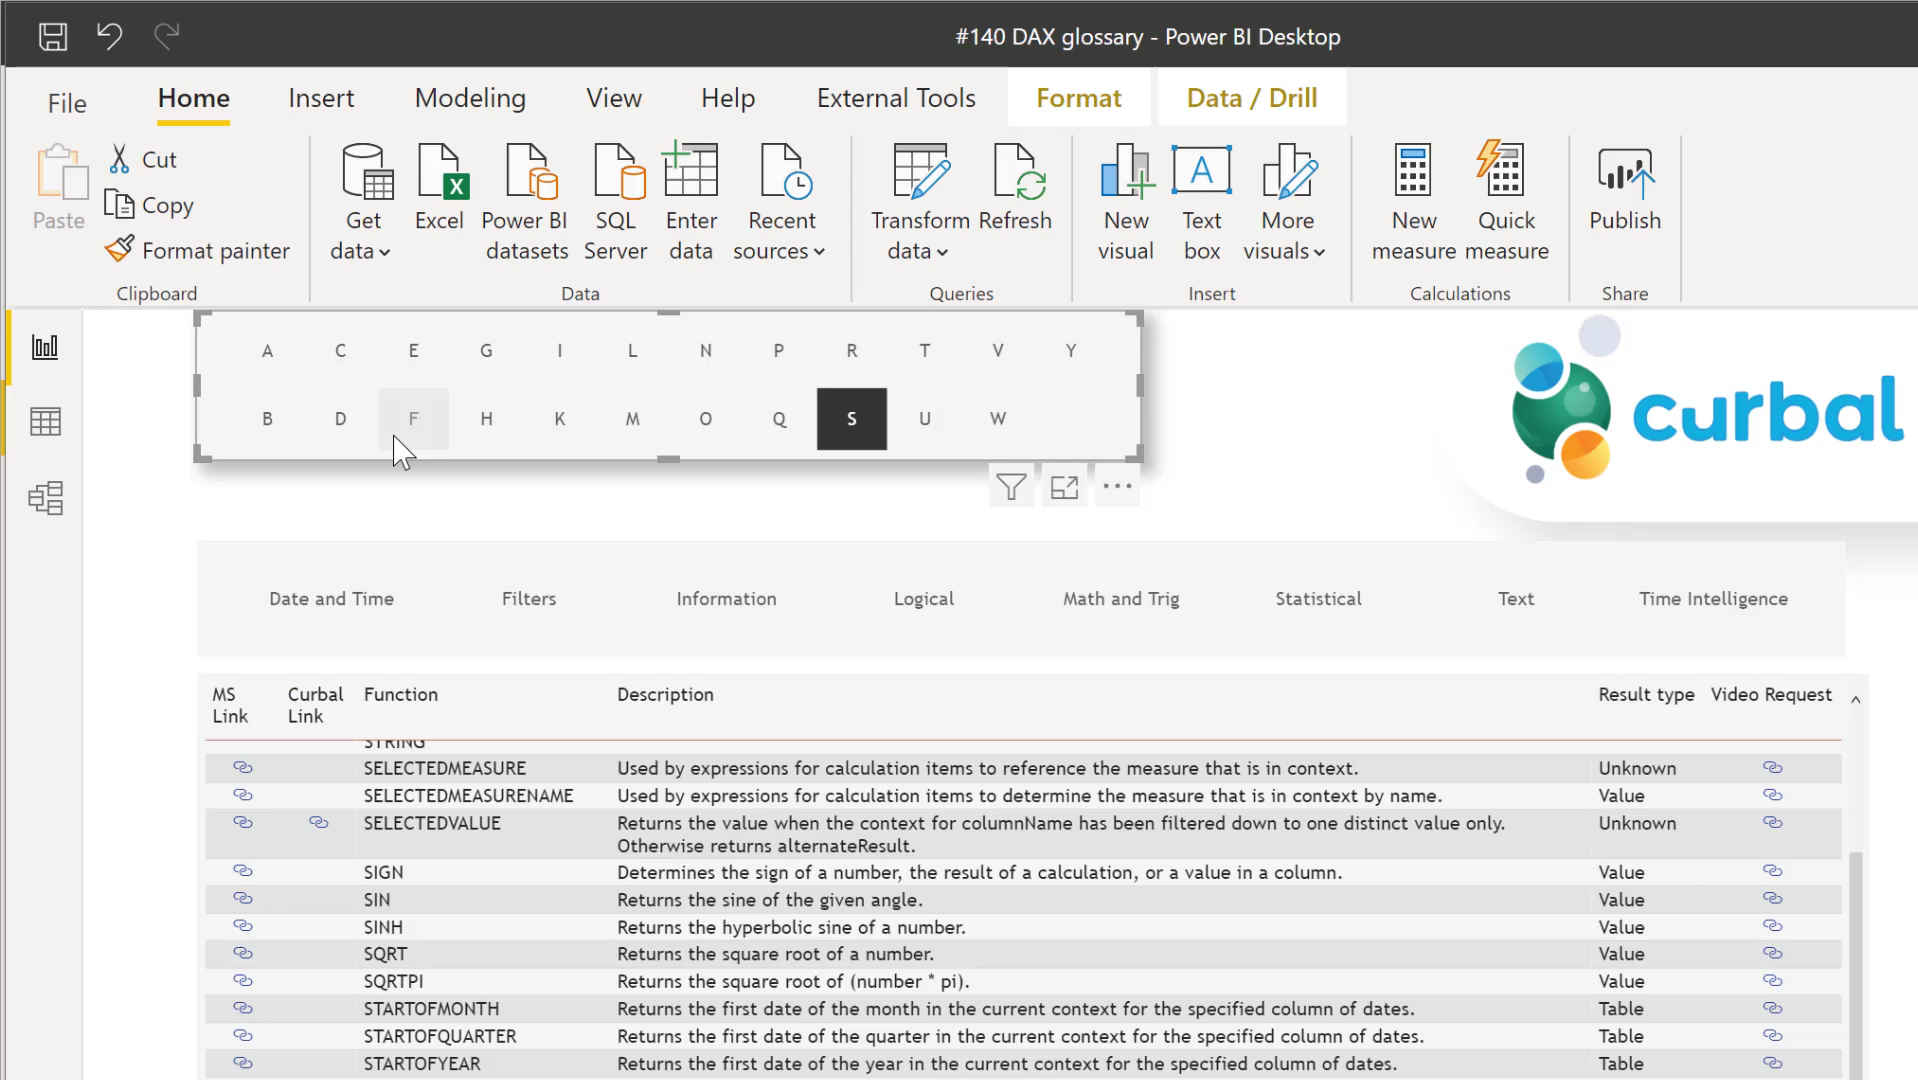 #140 DAX glossary - Power BI Desktop
File Home Insert Modeling View Help External Tools Format Data / Drill
Paste
Cut
Copy
Format painter
Clipboard
Get data
Excel
Power BI datasets
SQL Server
Enter data
Recent sources
Data
Transform data
Refresh
Queries
New visual
Text box
More visuals
Insert
New measure
Quick measure
Calculations
Publish
Share
A C E G I L N P R T V Y
B D F H K M O Q S U W
curbal
Date and Time Filters Information Logical Math and Trig Statistical Text Time Intelligence
MS Link Curbal Link Function Description Result type Video Request
STRING
SELECTEDMEASURE Used by expressions for calculation items to reference the measure that is in context. Unknown
SELECTEDMEASURENAME Used by expressions for calculation items to determine the measure that is in context by name. Value
SELECTEDVALUE Returns the value when the context for columnName has been filtered down to one distinct value only. Unknown
Otherwise returns alternateResult.
SIGN Determines the sign of a number, the result of a calculation, or a value in a column. Value
SIN Returns the sine of the given angle. Value
SINH Returns the hyperbolic sine of a number. Value
SQRT Returns the square root of a number. Value
SQRTPI Returns the square root of (number * pi). Value
STARTOFMONTH Returns the first date of the month in the current context for the specified column of dates. Table
STARTOFQUARTER Returns the first date of the quarter in the current context for the specified column of dates. Table
STARTOFYEAR Returns the first date of the year in the current context for the specified column of dates. Table